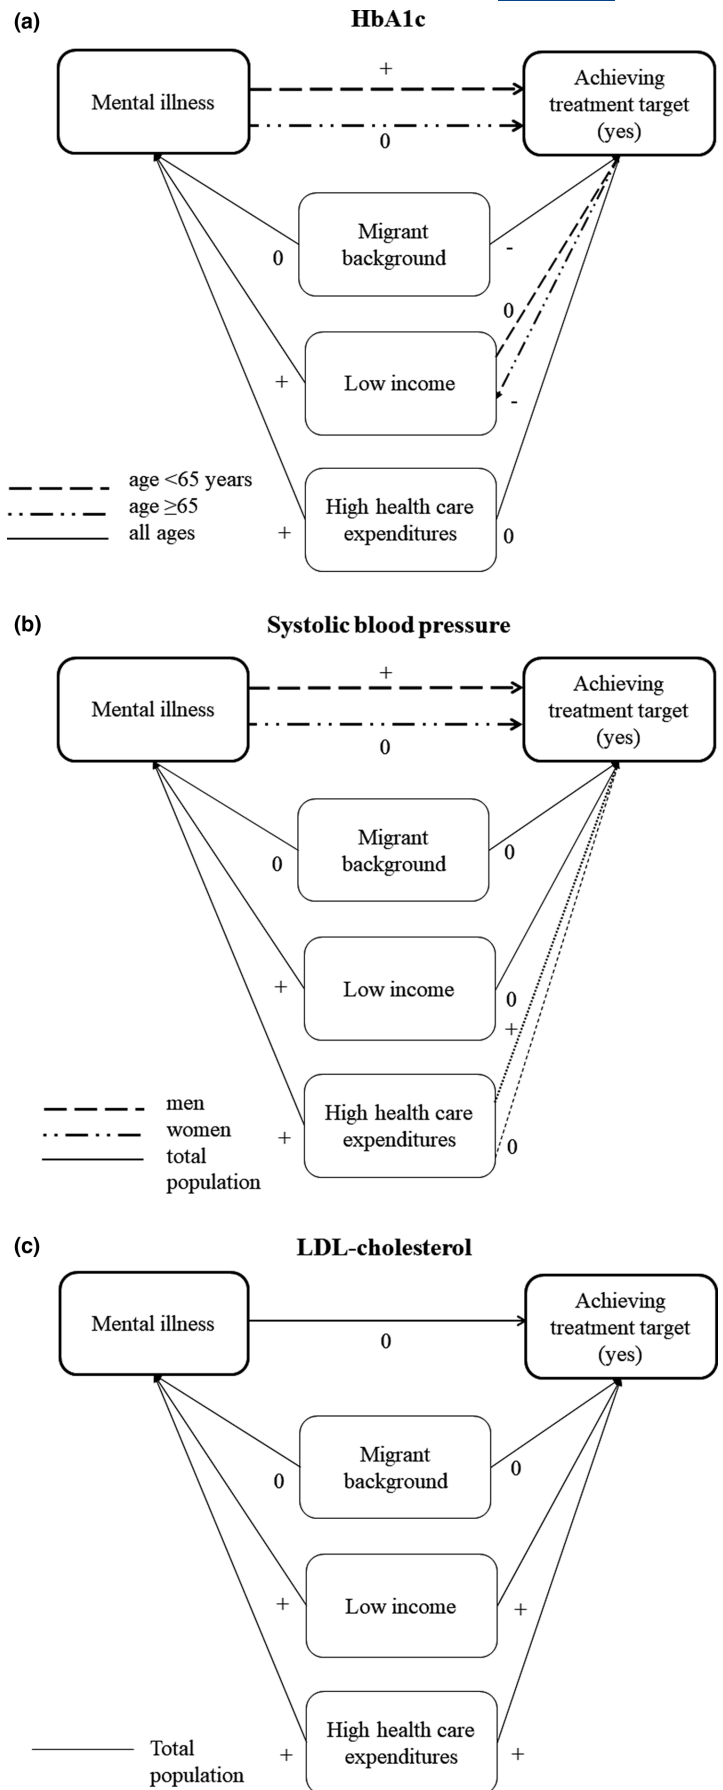 (a)
HbA1c
Mental illness
+
0
Achieving
treatment target
(yes)
Migrant
background
0
-
0
Low income
+
-
age <65 years
age ≥65
all ages
High health care
expenditures
+
0
(b)
Systolic blood pressure
Mental illness
+
0
Achieving
treatment target
(yes)
Migrant
background
0
0
Low income
+
0
+
men
women
total
population
High health care
expenditures
+
0
(c)
LDL-cholesterol
Mental illness
0
Achieving
treatment target
(yes)
Migrant
background
0
0
Low income
+
+
Total
population
High health care
expenditures
+
+